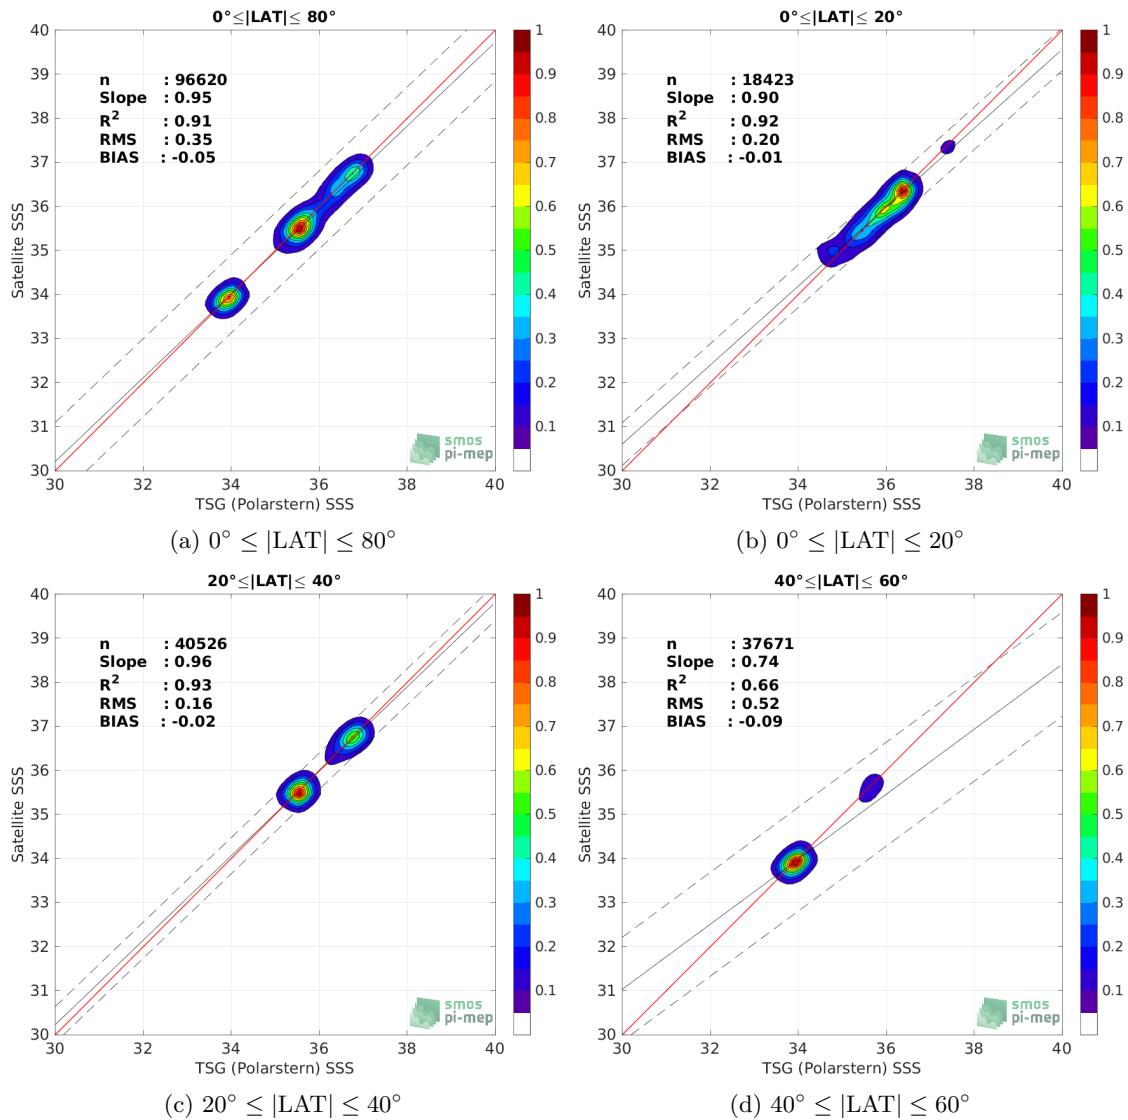 0°≤|LAT|≤ 80°
40
39
38
37
36
35
34
33
32
31
30
Satellite SSS
n : 96620
Slope : 0.95
R2 : 0.91
RMS : 0.35
BIAS : -0.05
smos
pi-mep
30 32 34 36 38 40
TSG (Polarstern) SSS
1
0.9
0.8
0.7
0.6
0.5
0.4
0.3
0.2
0.1
(a) 0° ≤ |LAT| ≤ 80°
0°≤|LAT|≤ 20°
40
39
38
37
36
35
34
33
32
31
30
Satellite SSS
n : 18423
Slope : 0.90
R2 : 0.92
RMS : 0.20
BIAS : -0.01
smos
pi-mep
30 32 34 36 38 40
TSG (Polarstern) SSS
1
0.9
0.8
0.7
0.6
0.5
0.4
0.3
0.2
0.1
(b) 0° ≤ |LAT| ≤ 20°
20°≤|LAT|≤ 40°
40
39
38
37
36
35
34
33
32
31
30
Satellite SSS
n : 40526
Slope : 0.96
R2 : 0.93
RMS : 0.16
BIAS : -0.02
smos
pi-mep
30 32 34 36 38 40
TSG (Polarstern) SSS
1
0.9
0.8
0.7
0.6
0.5
0.4
0.3
0.2
0.1
(c) 20° ≤ |LAT| ≤ 40°
40°≤|LAT|≤ 60°
40
39
38
37
36
35
34
33
32
31
30
Satellite SSS
n : 37671
Slope : 0.74
R2 : 0.66
RMS : 0.52
BIAS : -0.09
smos
pi-mep
30 32 34 36 38 40
TSG (Polarstern) SSS
1
0.9
0.8
0.7
0.6
0.5
0.4
0.3
0.2
0.1
(d) 40° ≤ |LAT| ≤ 60°